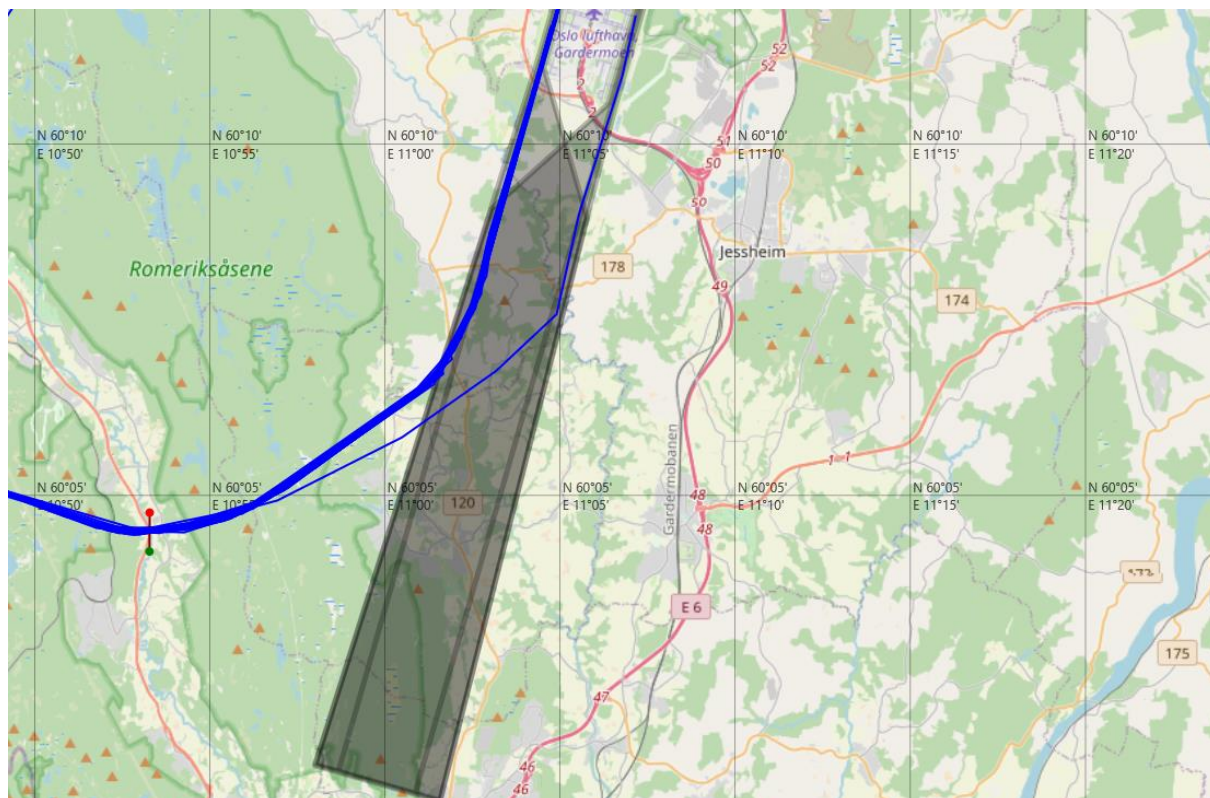 Oslo lufthavn,
Gardermoen
52
52
2
2
N 60°10'
N 60°10'
N 60°10'
N 60°10'
N 60°10'
N 60°10'
N 60°10'
51
E 10°50'
E 10°55'
E 11°00'
E 11°05'
E 11°10'
E 11°15'
E 11°20'
50
50
Jessheim
Romeriksåsene
178
49
174
1 1
Gardermobanen
N 60°05'
N 60°05'
N 60°05'
N 60°05'
N 60°05'
N 60°05'
N 60°05'
48
E 10°50'
E 10°55'
E 11°00'
E 11°05'
E 11°10'
E 11°15'
E 11°20'
120
48
E 6
175
47
46
46